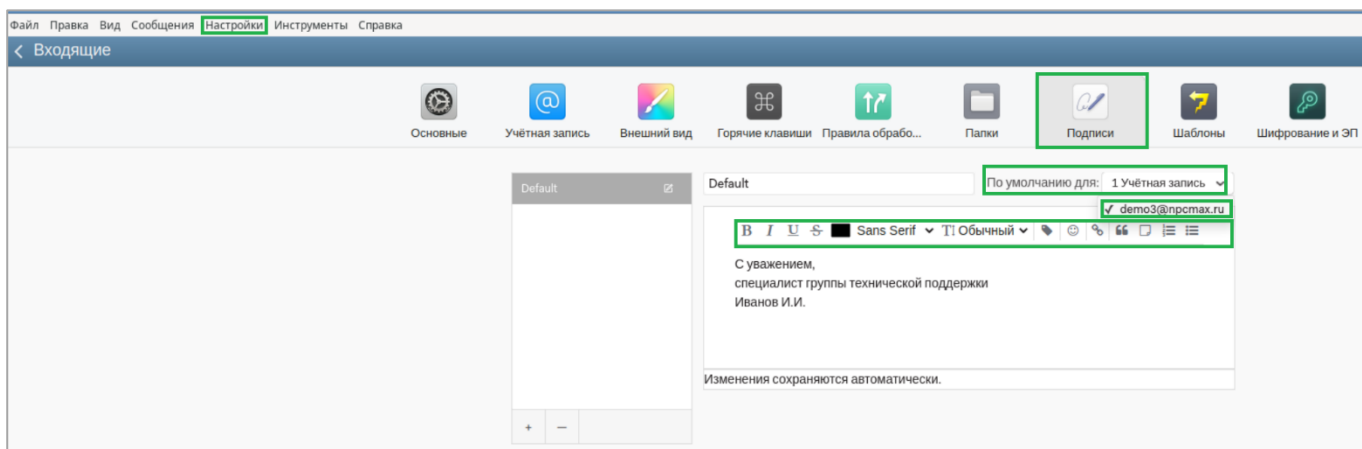 Файл Правка Вид Сообщения Настройки Инструменты Справка
Входящие
Основные Учётная запись Внешний вид Горячие клавиши Правила обрабо... Папки Подписи Шаблоны Шифрование и ЭП
Default
Default
По умолчанию для: 1 Учётная запись
✓ demo3@npcmax.ru
B I U S Sans Serif TI Обычный
С уважением,
специалист группы технической поддержки
Иванов И.И.
Изменения сохраняются автоматически.
+ —